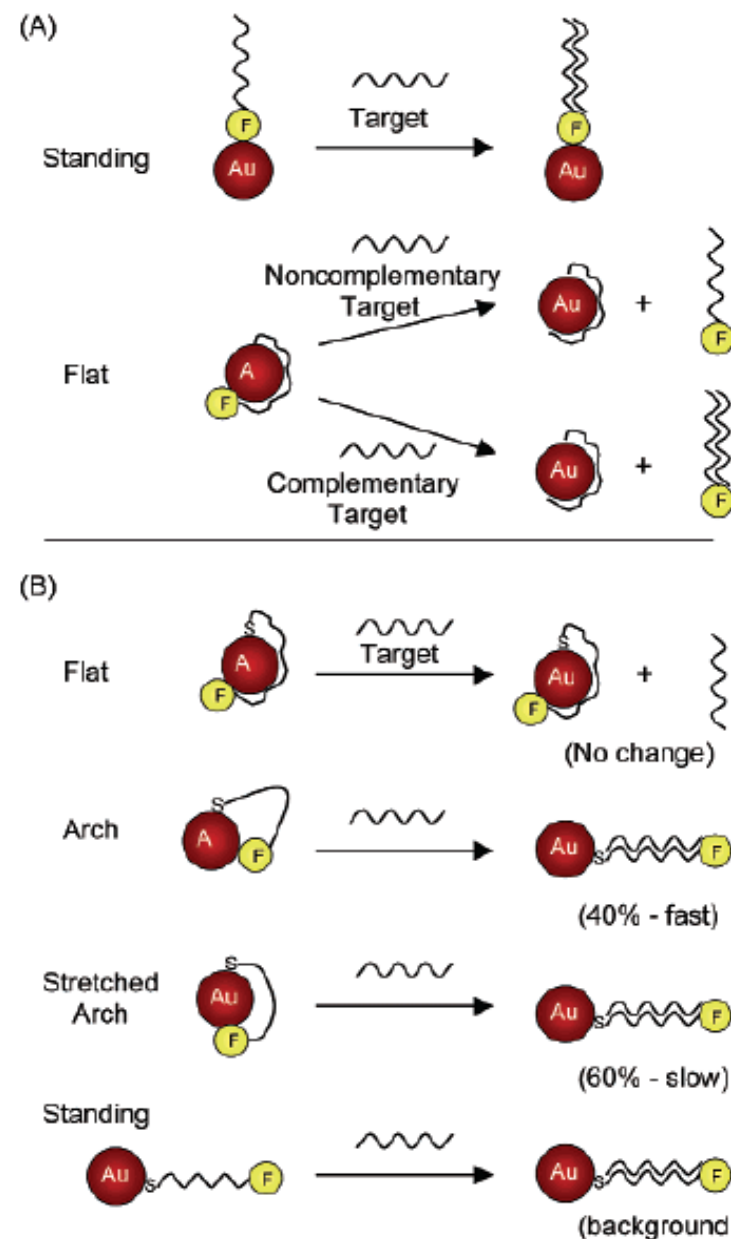 (A)
F
F
Target
Standing
Au
Au
Noncomplementary
Target
Au
+
Flat
A
F
F
Complementary
Target
Au
+
F
(B)
Flat
S
A
F
Target
S
Au
F
+
(No change)
Arch
S
A
F
Au
S
F
(40% - fast)
Stretched
Arch
S
Au
F
Au
S
F
(60% - slow)
Standing
Au
S
F
Au
S
F
(background